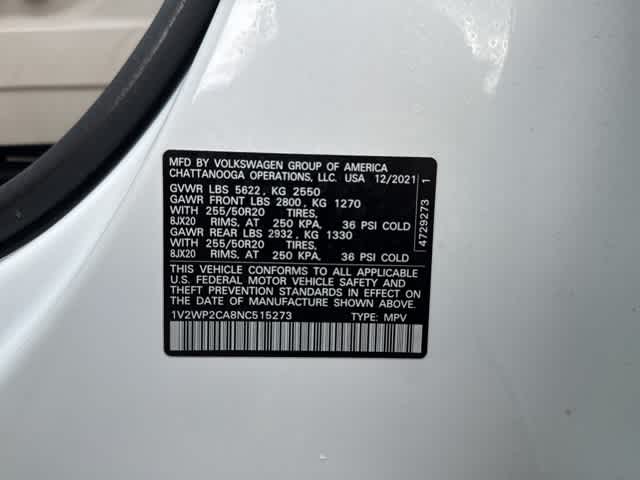 MFD BY VOLKSWAGEN GROUP OF AMERICA
CHATTANOOGA OPERATIONS, LLC. USA 12/2021
GVWR LBS 5622, KG 2550
GAWR FRONT LBS 2800, KG 1270
WITH 255/50R20 TIRES,
8JX20 RIMS, AT 250 KPA, 36 PSI COLD
GAWR REAR LBS 2932, KG 1330
WITH 255/50R20 TIRES,
8JX20 RIMS, AT 250 KPA, 36 PSI COLD
THIS VEHICLE CONFORMS TO ALL APPLICABLE
U.S. FEDERAL MOTOR VEHICLE SAFETY AND
THEFT PREVENTION STANDARDS IN EFFECT ON
THE DATE OF MANUFACTURE SHOWN ABOVE.
1V2WP2CA8NC515273 TYPE: MPV
4729273 1